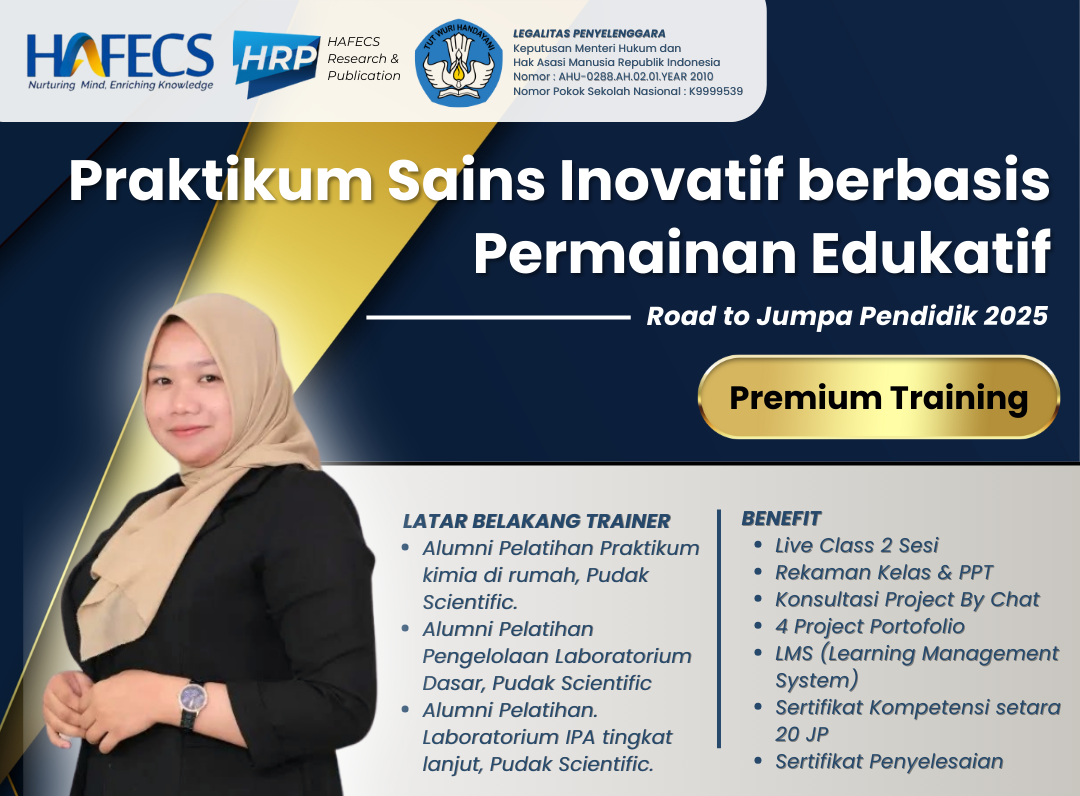 HAFECS
Nurturing Mind, Enriching Knowledge
HRP
HAFECS
Research &
Publication
TUT WURI HANDAYANI
LEGALITAS PENYELENGGARA
Keputusan Menteri Hukum dan
Hak Asasi Manusia Republik Indonesia
Nomor : AHU-0288.AH.02.01.YEAR 2010
Nomor Pokok Sekolah Nasional : K9999539
Praktikum Sains Inovatif berbasis
Permainan Edukatif
Road to Jumpa Pendidik 2025
Premium Training
LATAR BELAKANG TRAINER
• Alumni Pelatihan Praktikum
kimia di rumah, Pudak
Scientific.
• Alumni Pelatihan
Pengelolaan Laboratorium
Dasar, Pudak Scientific
• Alumni Pelatihan.
Laboratorium IPA tingkat
lanjut, Pudak Scientific.
BENEFIT
• Live Class 2 Sesi
• Rekaman Kelas & PPT
• Konsultasi Project By Chat
• 4 Project Portofolio
• LMS (Learning Management
System)
• Sertifikat Kompetensi setara
20 JP
• Sertifikat Penyelesaian